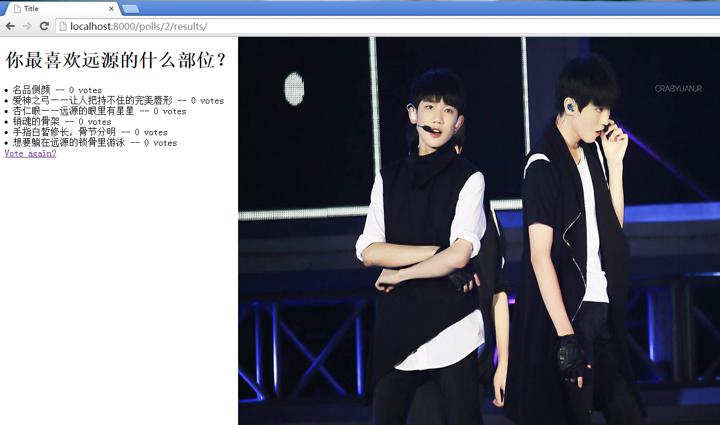 Title
localhost:8000/polls/2/results/
你最喜欢远源的什么部位？
名品侧颜 -- 0 votes
爱神之弓——让人把持不住的完美唇形 -- 0 votes
杏仁眼——远源的眼里有星星 -- 0 votes
销魂的骨架 -- 0 votes
手指白皙修长，骨节分明 -- 0 votes
想要躺在远源的锁骨里游泳 -- 0 votes
Vote again?
CRABYUANJR